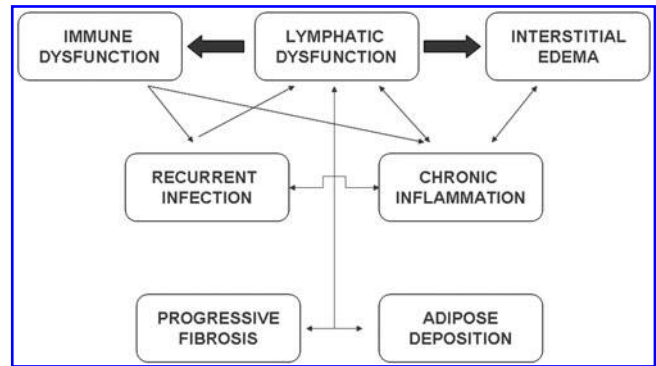 IMMUNE
DYSFUNCTION
LYMPHATIC
DYSFUNCTION
INTERSTITIAL
EDEMA
RECURRENT
INFECTION
CHRONIC
INFLAMMATION
PROGRESSIVE
FIBROSIS
ADIPOSE
DEPOSITION